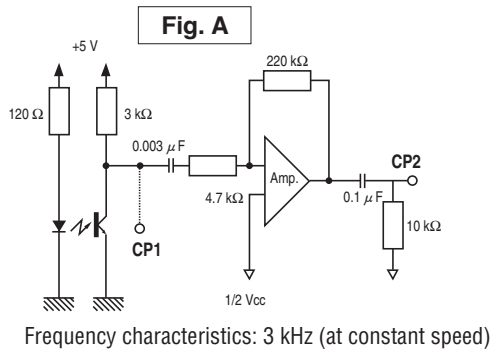 Fig. A
+5 V
220 kΩ
120 Ω
3 kΩ
0.003 μF
CP2
Amp.
4.7 kΩ
0.1 μF
10 kΩ
CP1
1/2 Vcc
Frequency characteristics: 3 kHz (at constant speed)